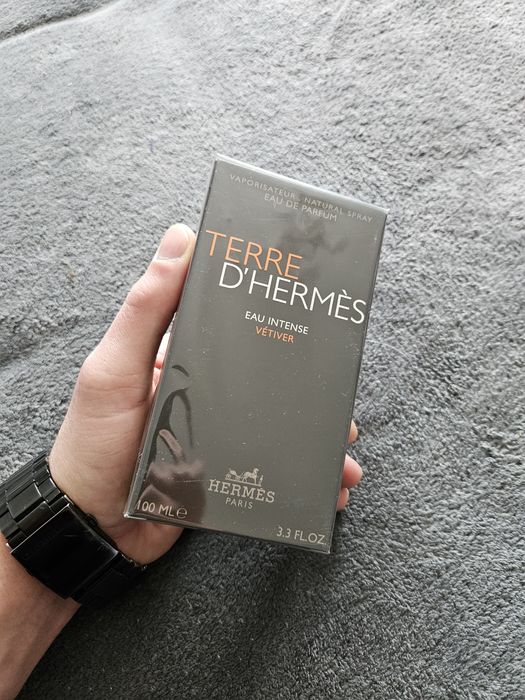 VAPORISATEUR . NATURAL SPRAY
EAU DE PARFUM
TERRE
D'HERMÈS
EAU INTENSE
VÉTIVER
HERMÈS
PARIS
100 ML℮
3.3 FL.OZ.